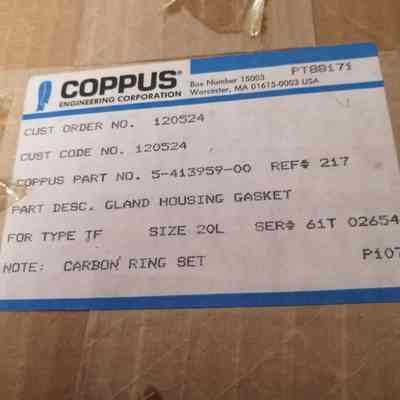 COPPUS®
ENGINEERING CORPORATION
Box Number 15003
Worcester, MA 01615-0003 USA
PT88171
CUST ORDER NO. 120524
CUST CODE NO. 120524
COPPUS PART NO. 5-413959-00 REF# 217
PART DESC. GLAND HOUSING GASKET
FOR TYPE TF SIZE 20L SER# 61T 02654
NOTE: CARBON RING SET P107